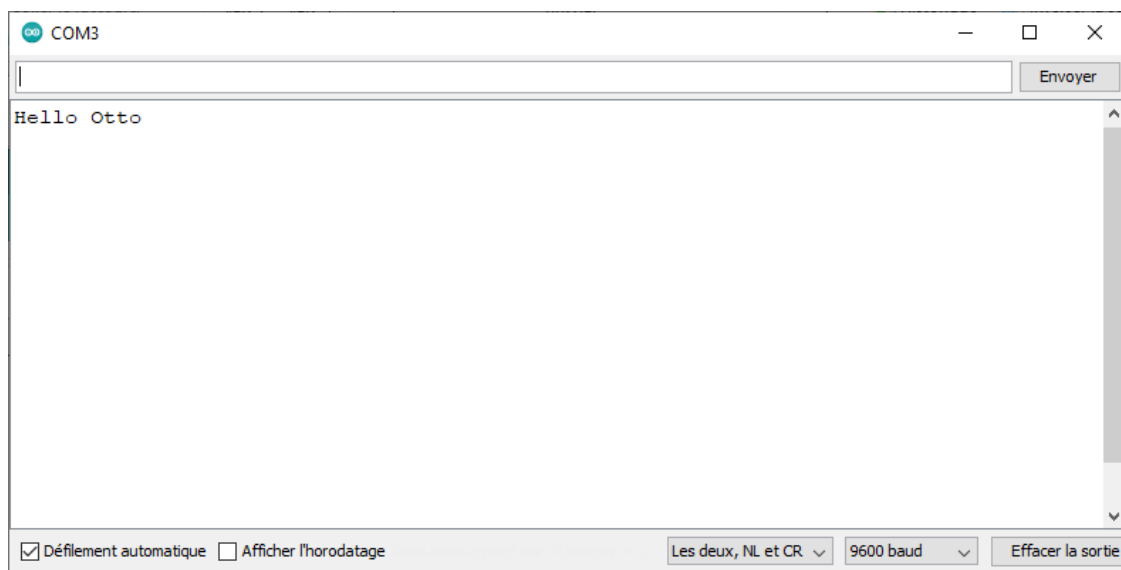 COM3
Envoyer
Hello Otto
Défilement automatique Afficher l'horodatage Les deux, NL et CR 9600 baud Effacer la sortie